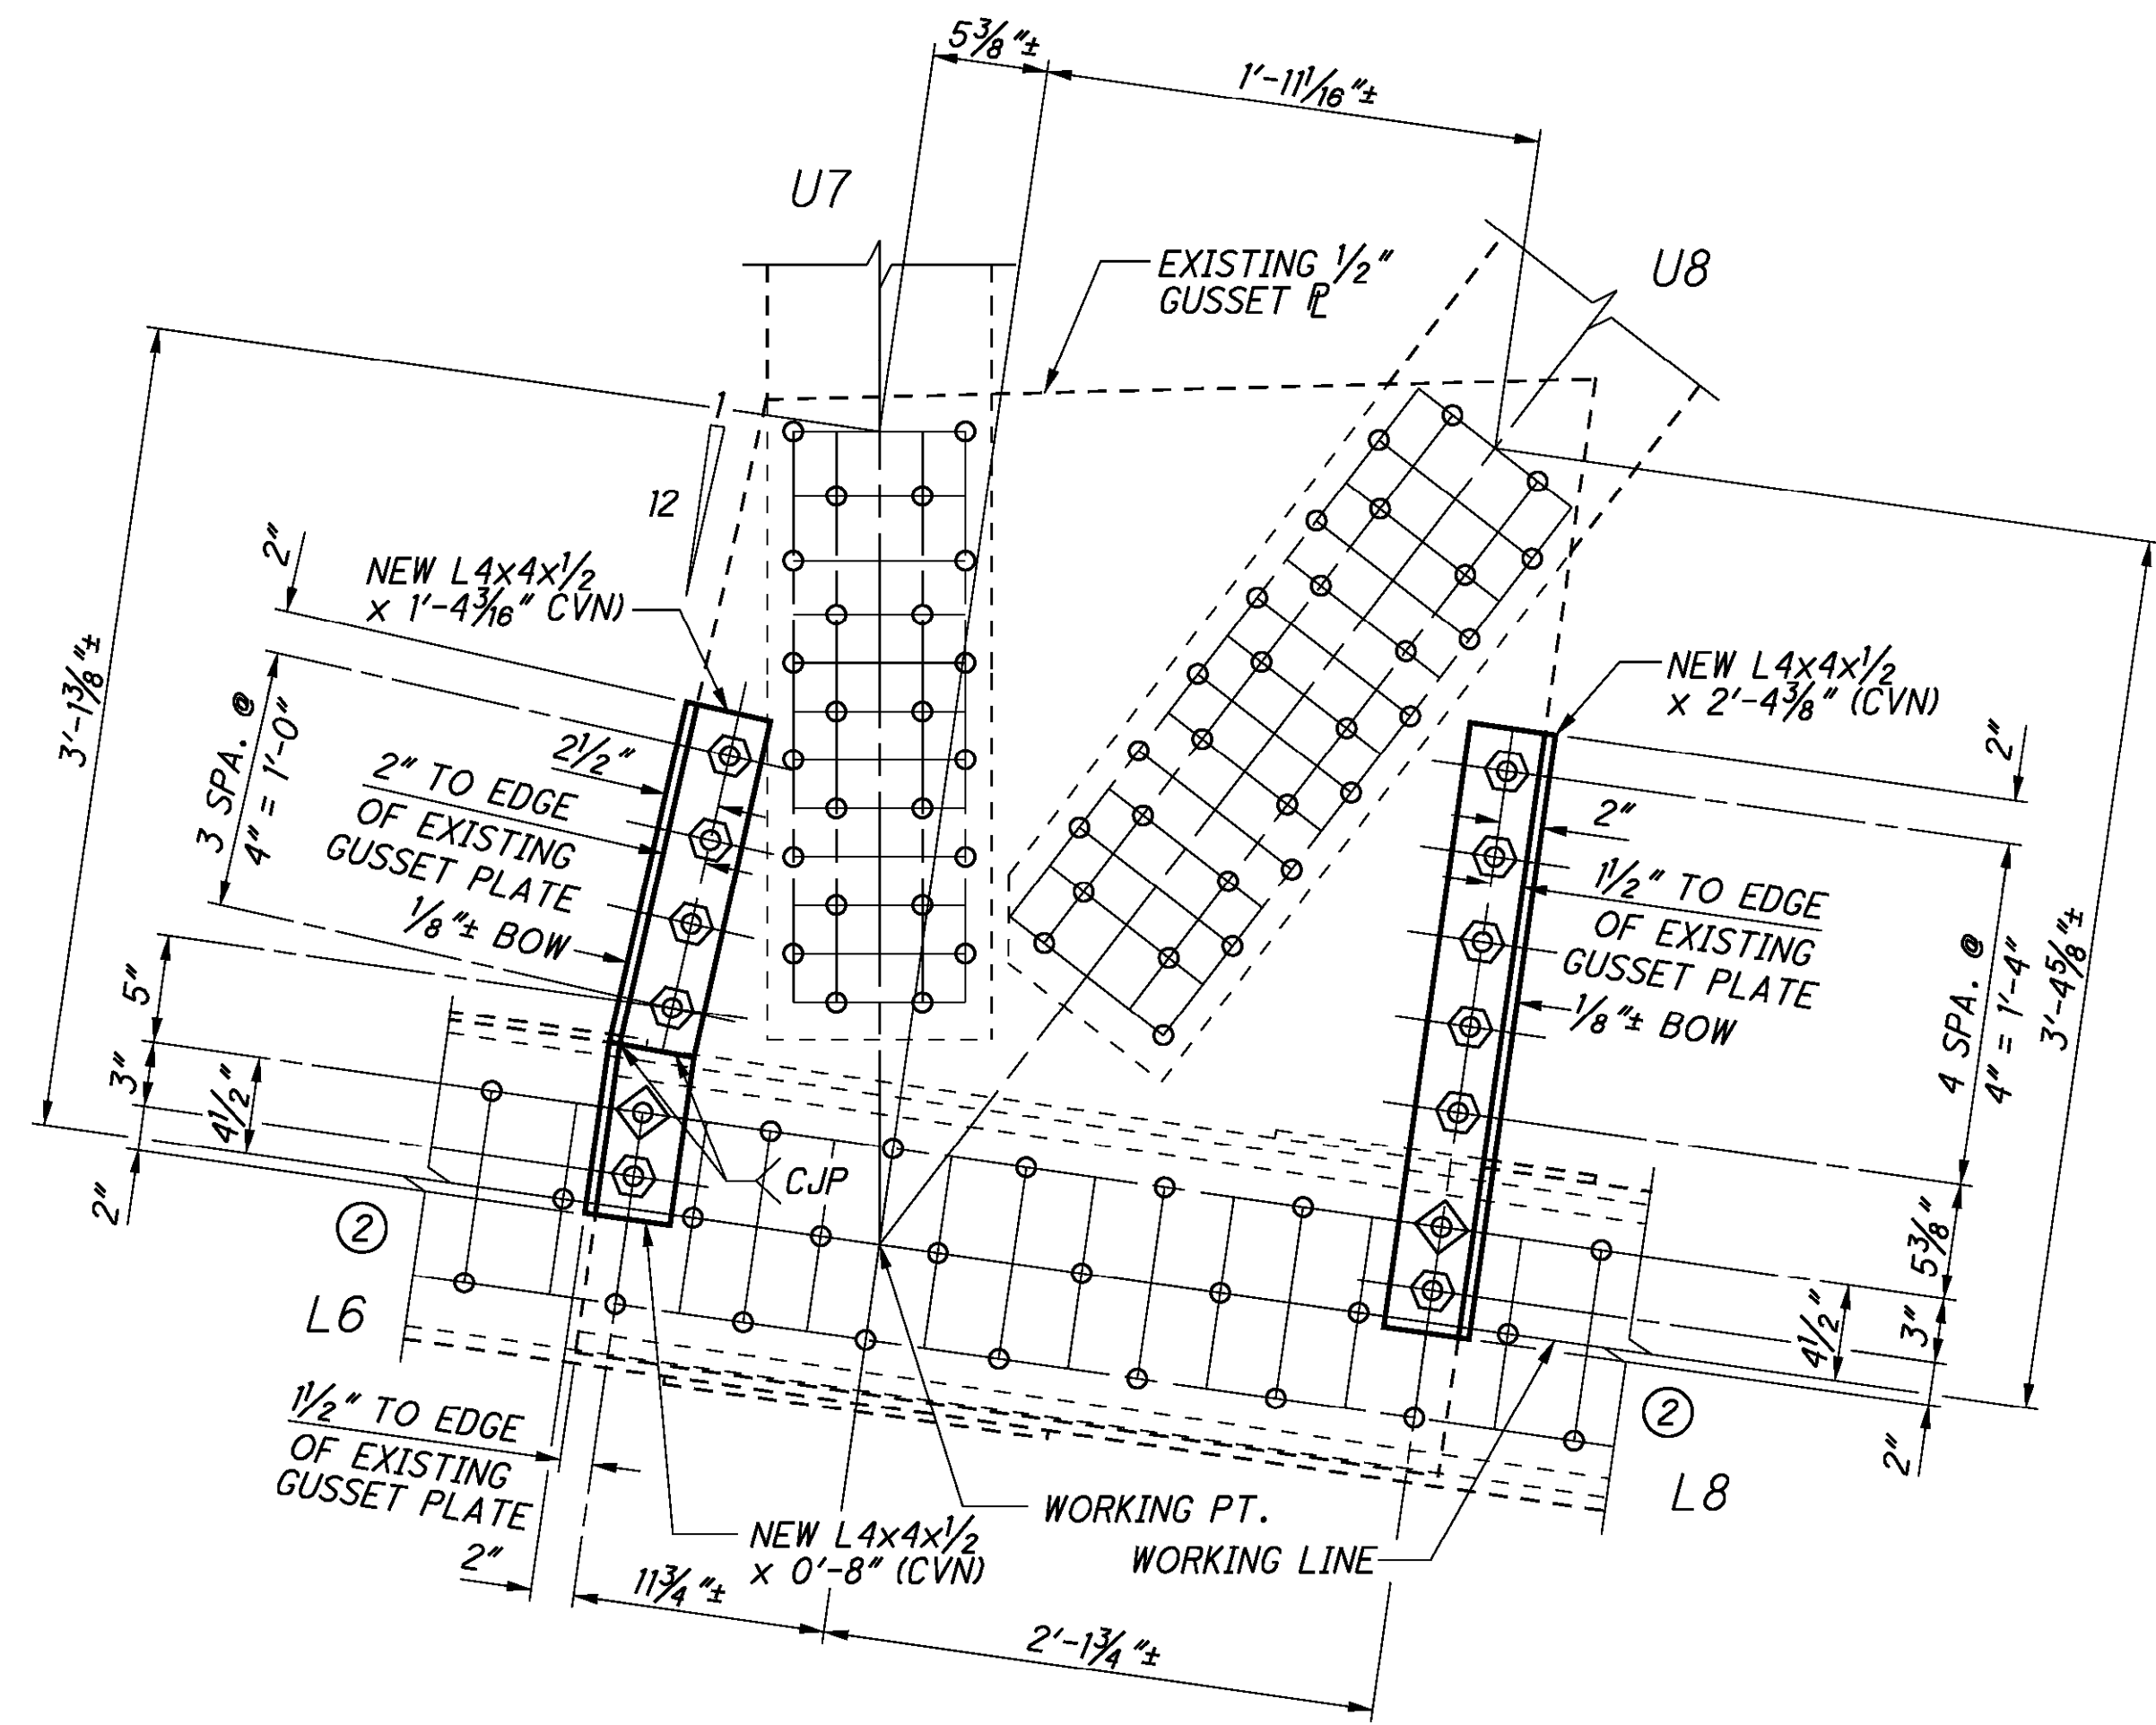 5 3/8"±
1'-11 1/16"±
U7
EXISTING 1/2"
GUSSET ℄
U8
1
12
3'-1 3/8"±
2"
NEW L4x4x1/2
x 1'-4 3/16" CVN)
3 SPA. @
4" = 1'-0"
2 1/2"
2" TO EDGE
OF EXISTING
GUSSET PLATE
1/8"± BOW
NEW L4x4x1/2
x 2'-4 3/8" (CVN)
2"
2"
1 1/2" TO EDGE
OF EXISTING
GUSSET PLATE
1/8"± BOW
4 SPA. @
4" = 1'-4"
3'-4 5/8"±
5"
3"
4 1/2"
2"
CJP
2
L6
5 3/8"
3"
4 1/2"
2"
2
L8
1 1/2" TO EDGE
OF EXISTING
GUSSET PLATE
2"
NEW L4x4x1/2
x 0'-8" (CVN)
WORKING PT.
WORKING LINE
11 3/4"±
2'-1 3/4"±